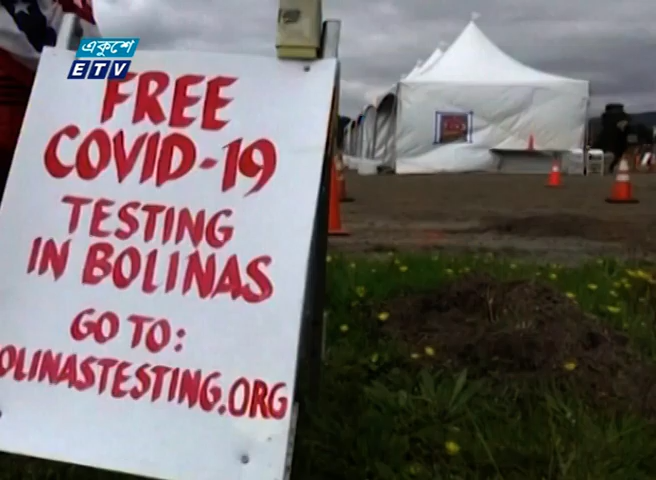 একুশে
ETV
FREE
COVID-19
TESTING
IN BOLINAS
GO TO:
OLINASTESTING.ORG